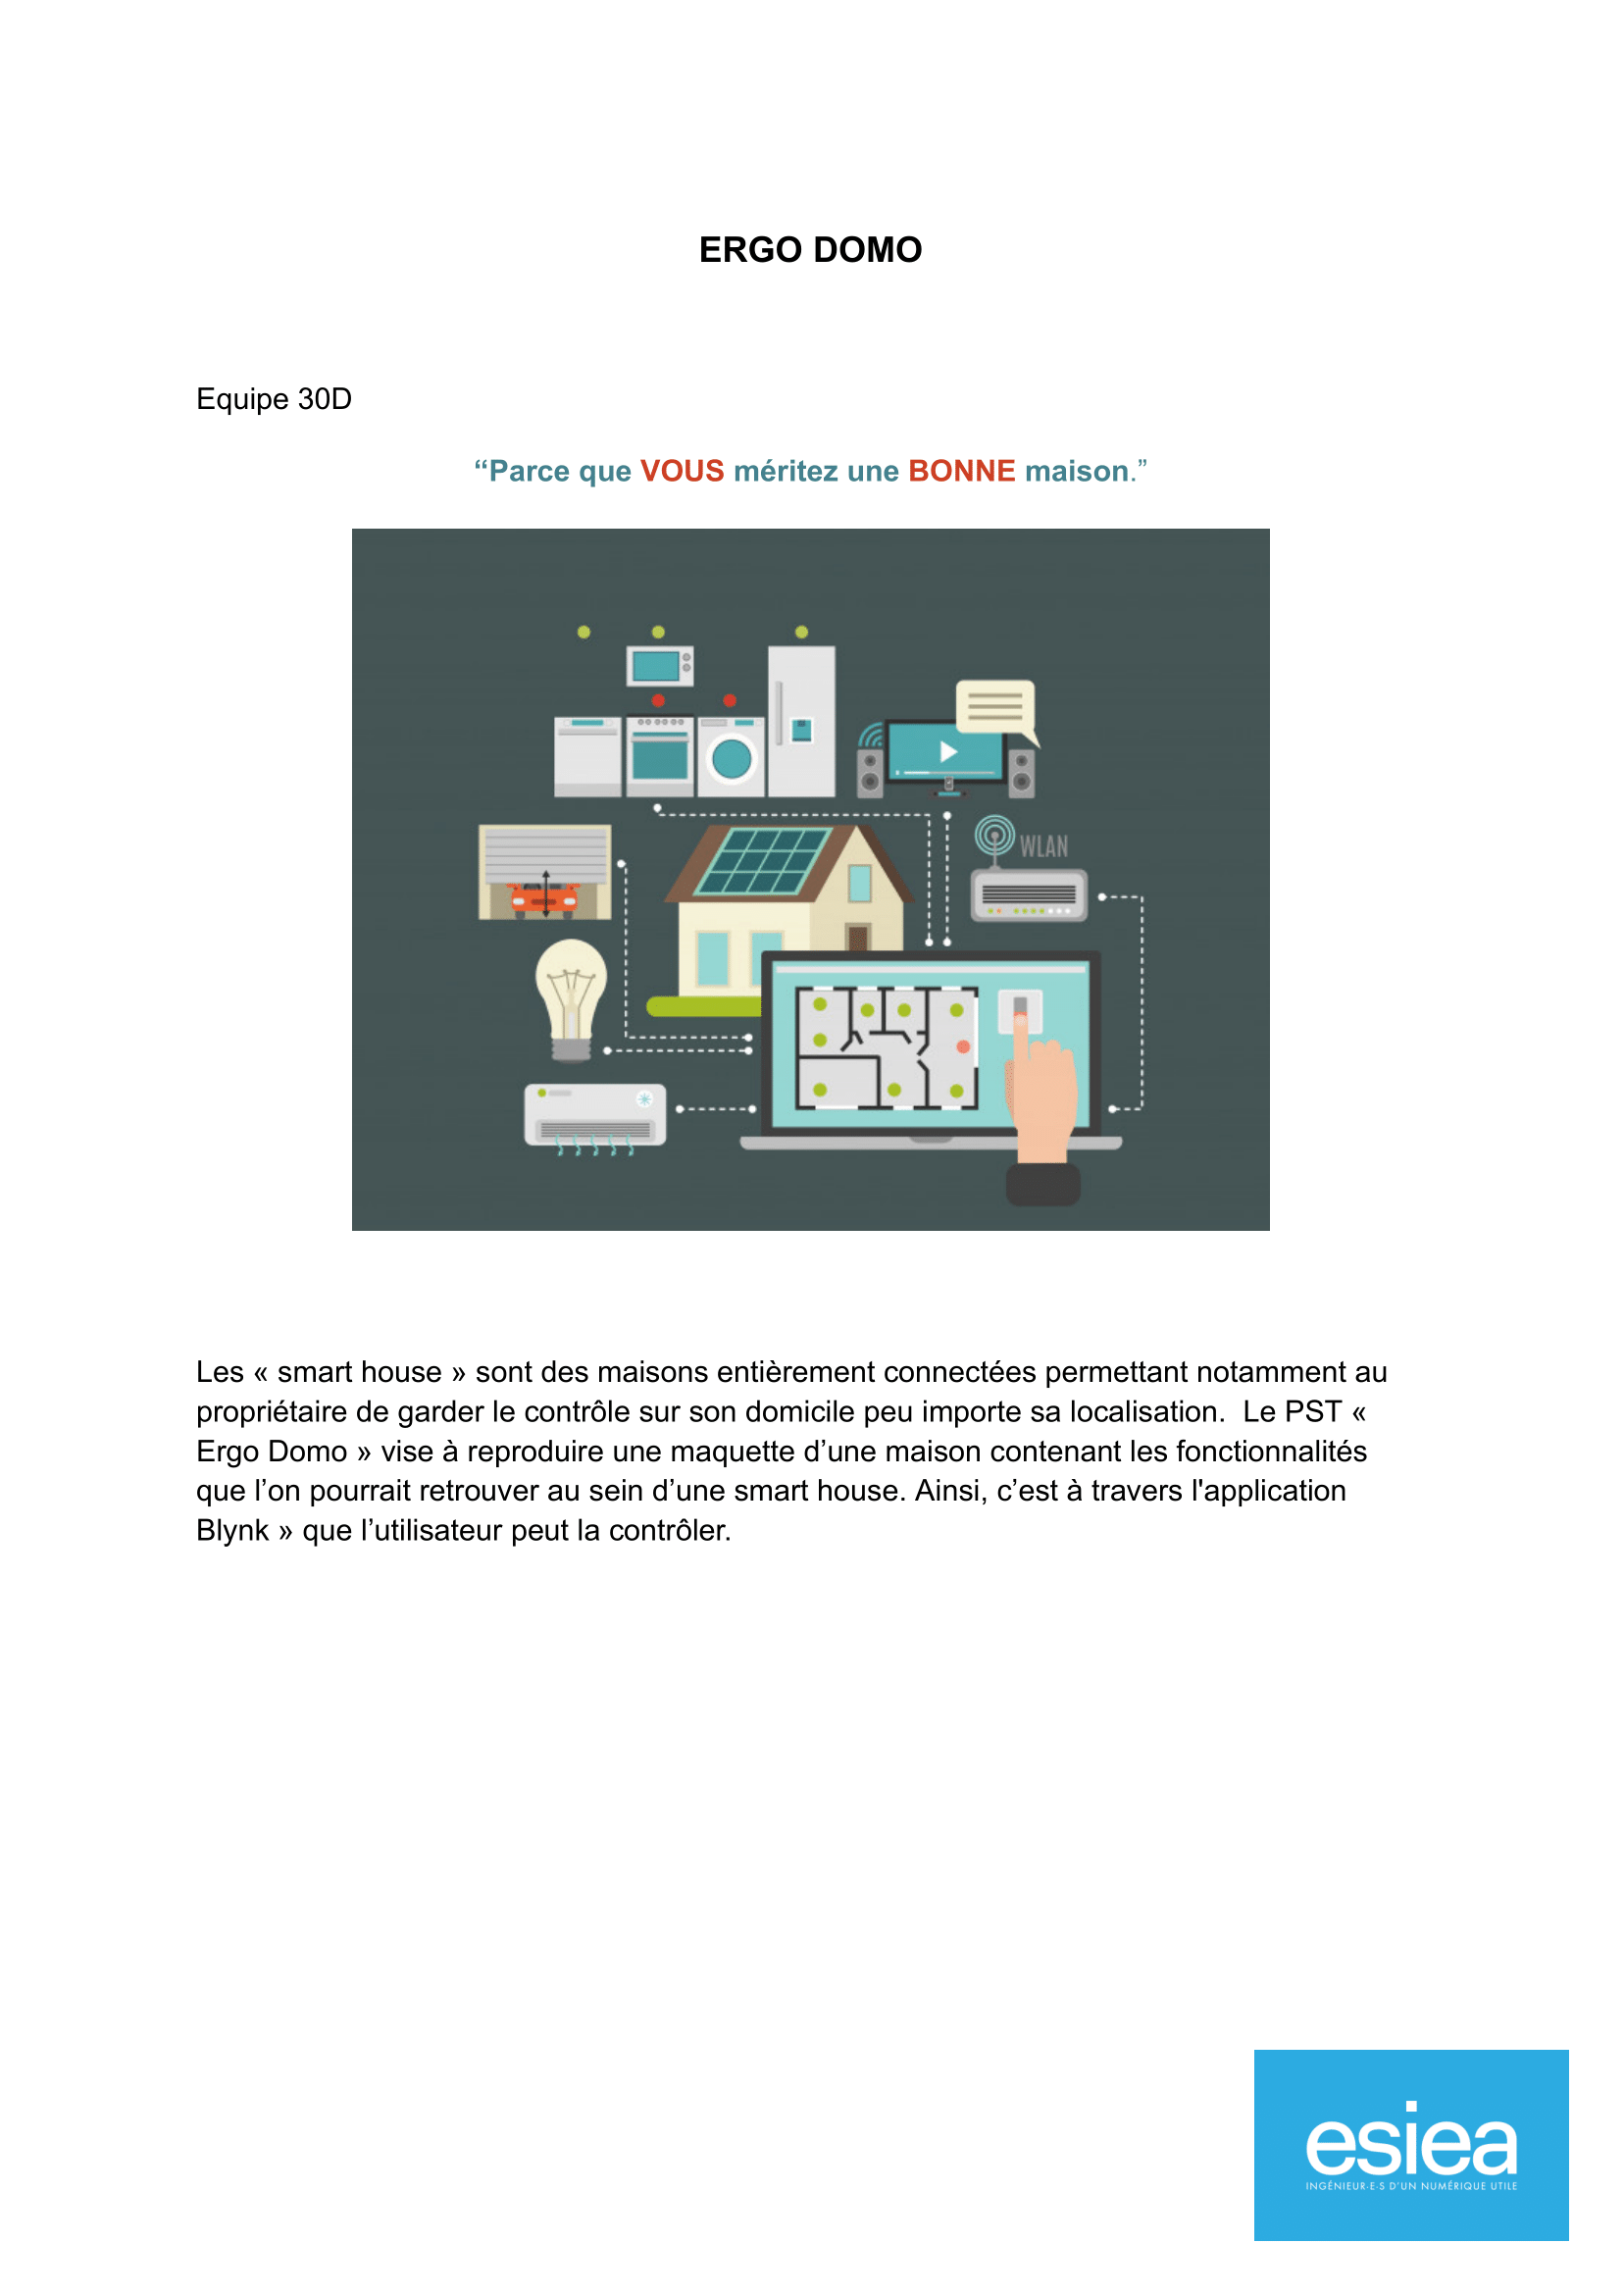 ERGO DOMO
Equipe 30D
“Parce que VOUS méritez une BONNE maison.”
WLAN
Les « smart house » sont des maisons entièrement connectées permettant notamment au
propriétaire de garder le contrôle sur son domicile peu importe sa localisation.  Le PST «
Ergo Domo » vise à reproduire une maquette d’une maison contenant les fonctionnalités
que l’on pourrait retrouver au sein d’une smart house. Ainsi, c’est à travers l'application
Blynk » que l’utilisateur peut la contrôler.
esiea
INGÉNIEUR·E·S D’UN NUMÉRIQUE UTILE